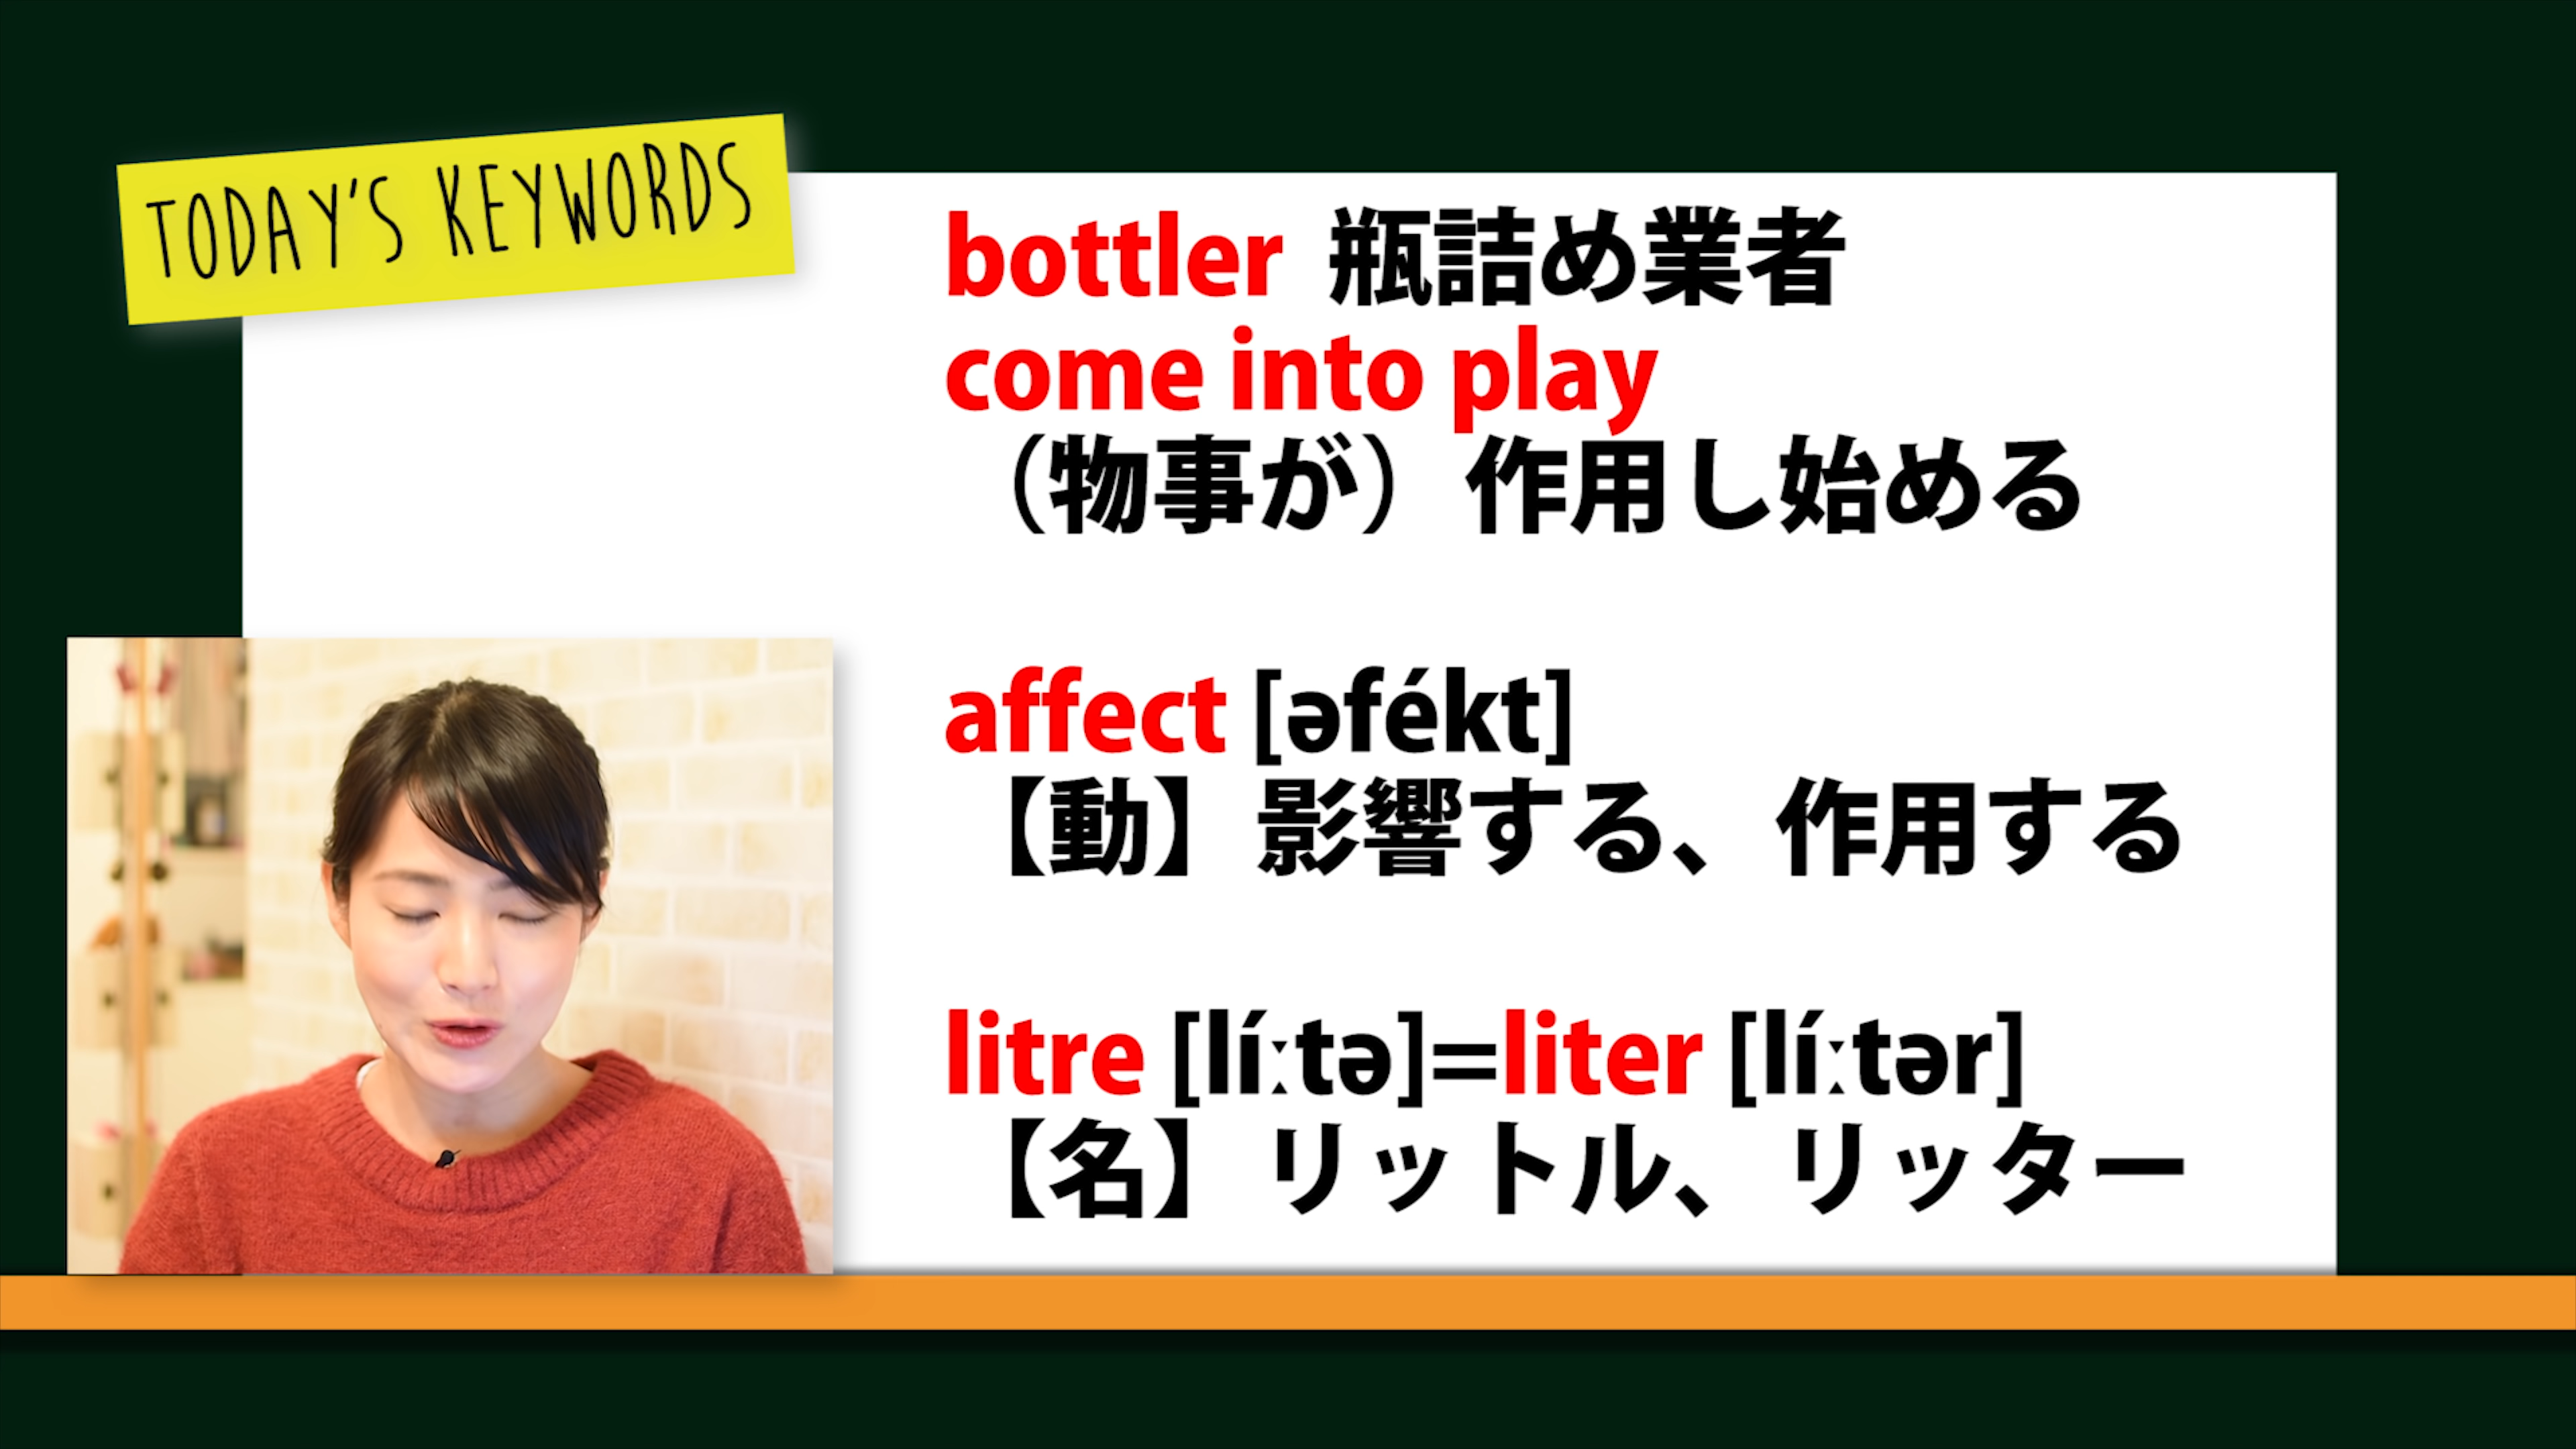 TODAY'S KEYWORDS
bottler 瓶詰め業者
come into play
（物事が）作用し始める
affect [əfékt]
【動】影響する、作用する
litre [líːtə]=liter [líːtər]
【名】リットル、リッター